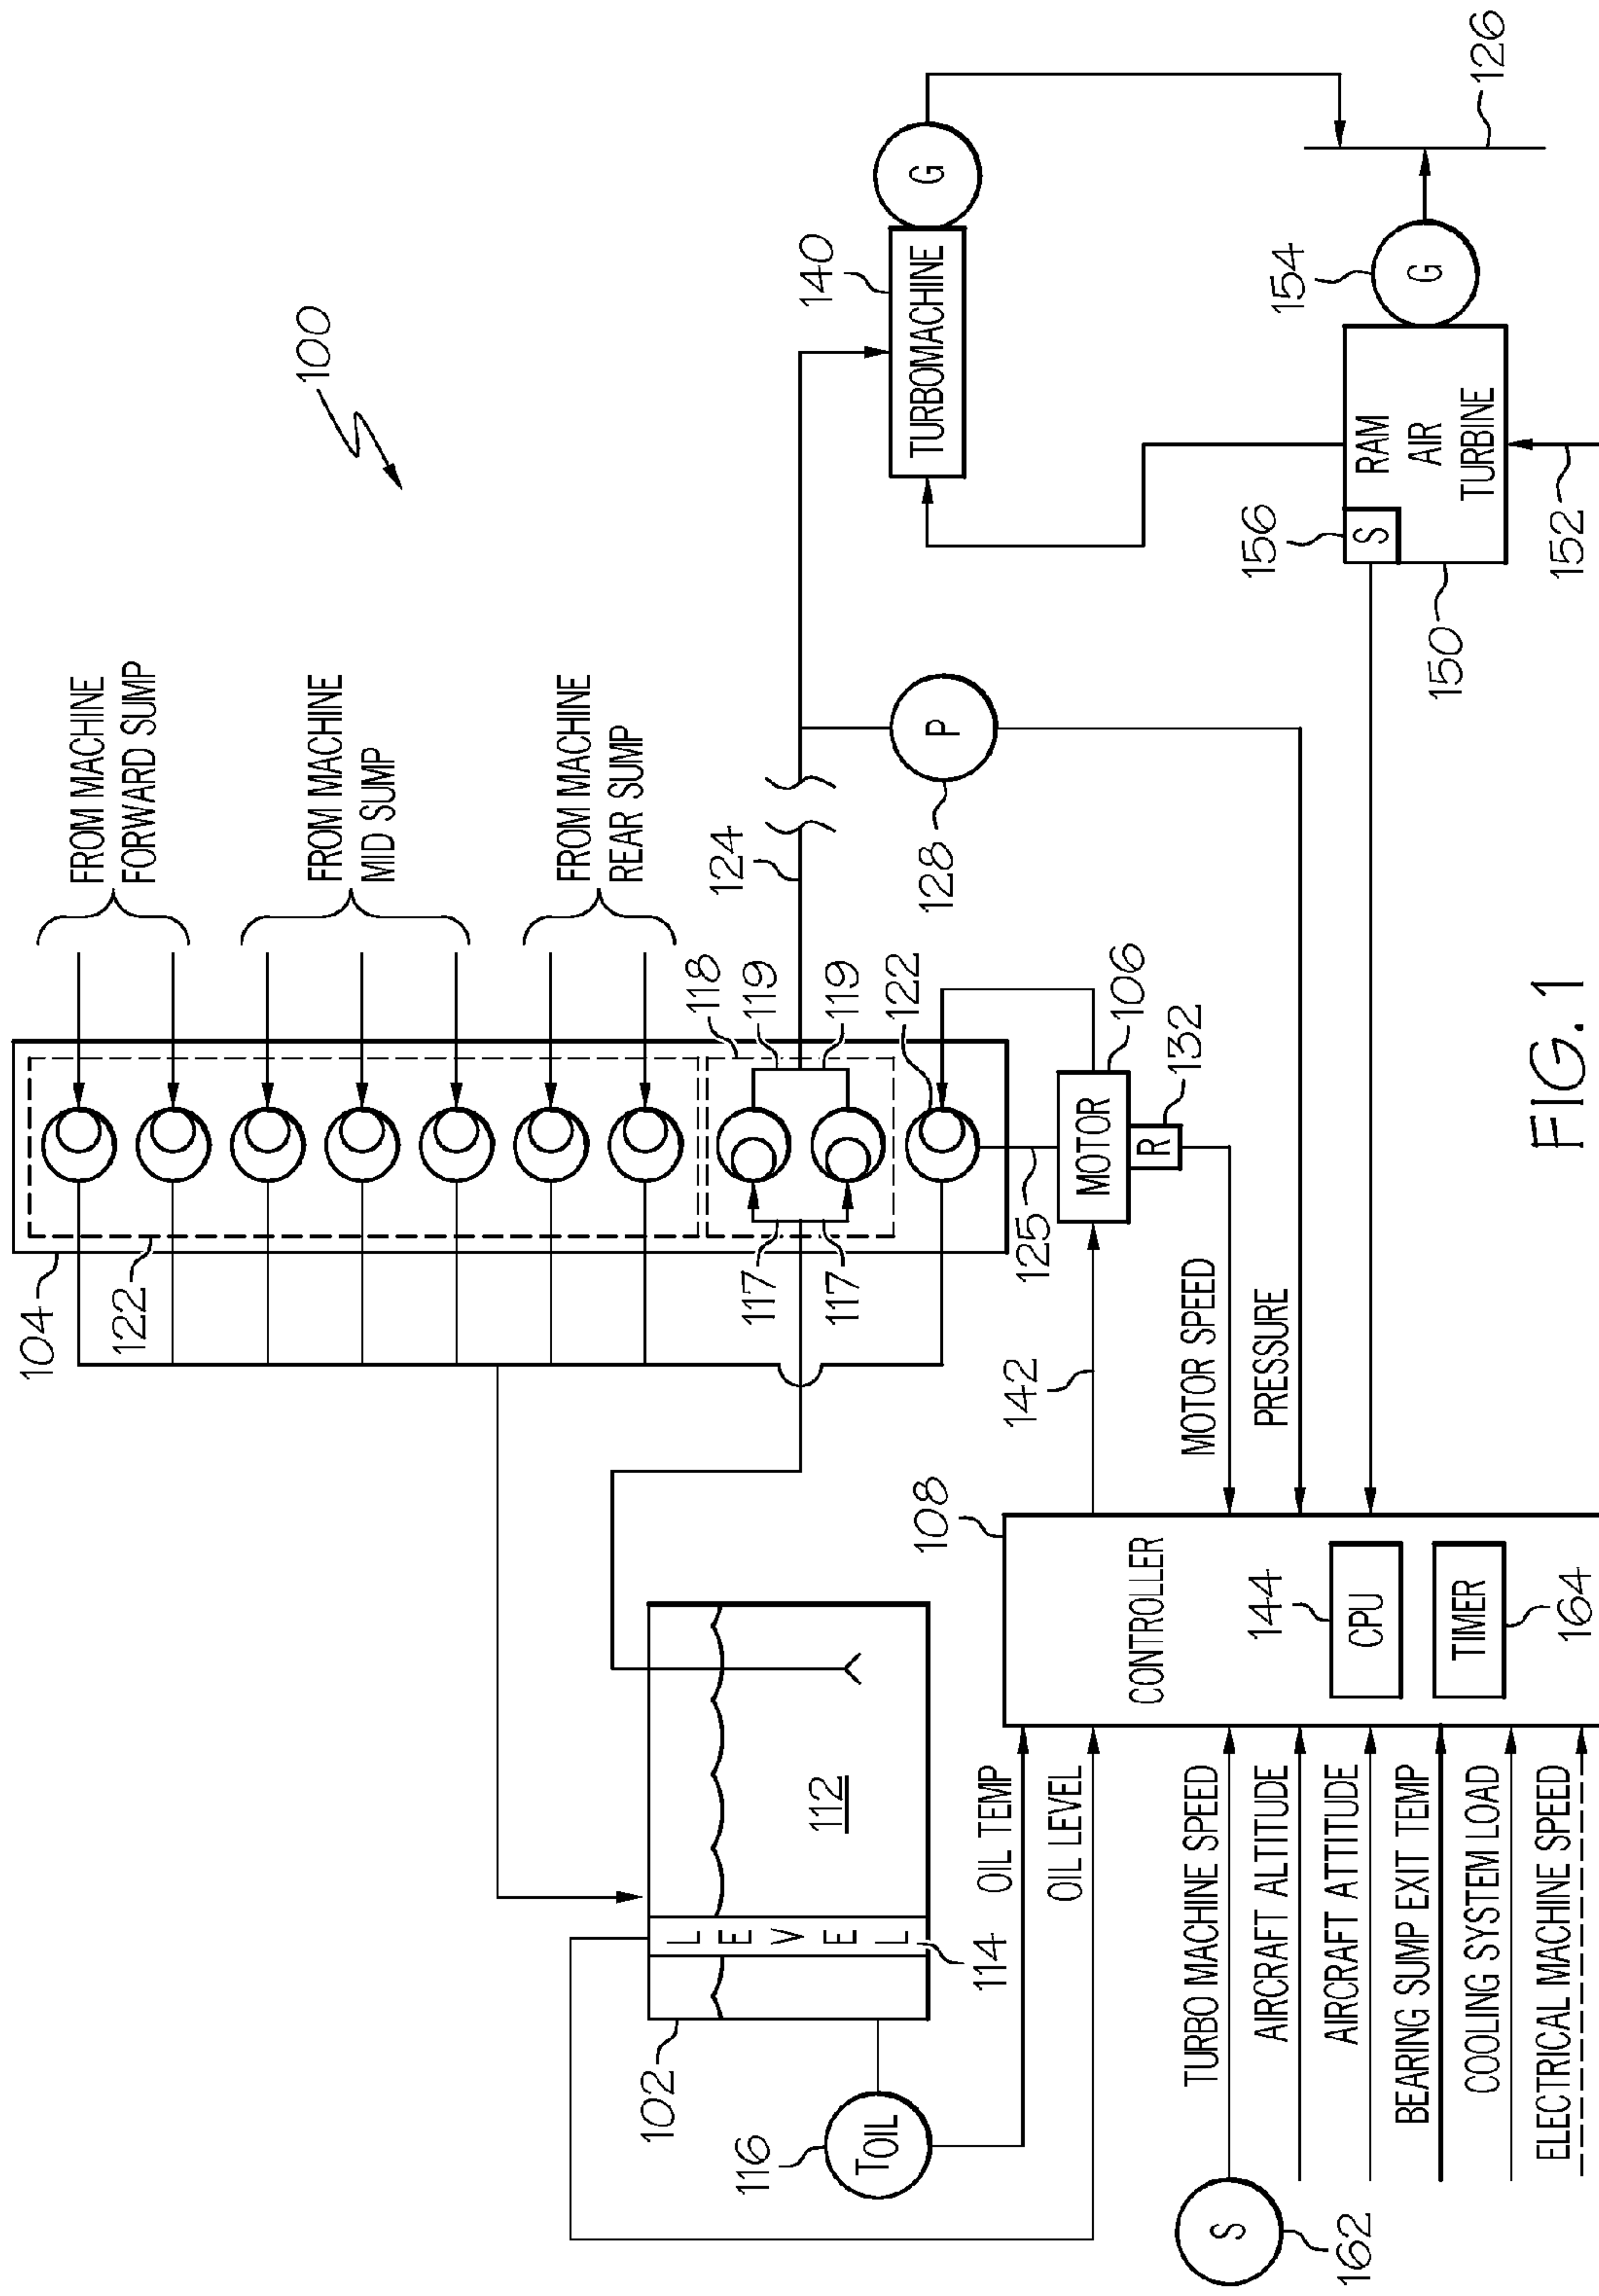 100
FROM MACHINE
FORWARD SUMP
FROM MACHINE
MID SUMP
FROM MACHINE
REAR SUMP
104
122
118
119
119
117
117
122
124
125
MOTOR
106
R
132
P
128
140
TURBOMACHINE
G
126
154
G
RAM
AIR
TURBINE
S
156
150
152
102
112
LEVEL
114
TOIL
116
OIL TEMP
OIL LEVEL
108
CONTROLLER
142
MOTOR SPEED
PRESSURE
144
CPU
TIMER
164
TURBO MACHINE SPEED
AIRCRAFT ALTITUDE
AIRCRAFT ATTITUDE
BEARING SUMP EXIT TEMP
COOLING SYSTEM LOAD
ELECTRICAL MACHINE SPEED
S
162
FIG. 1